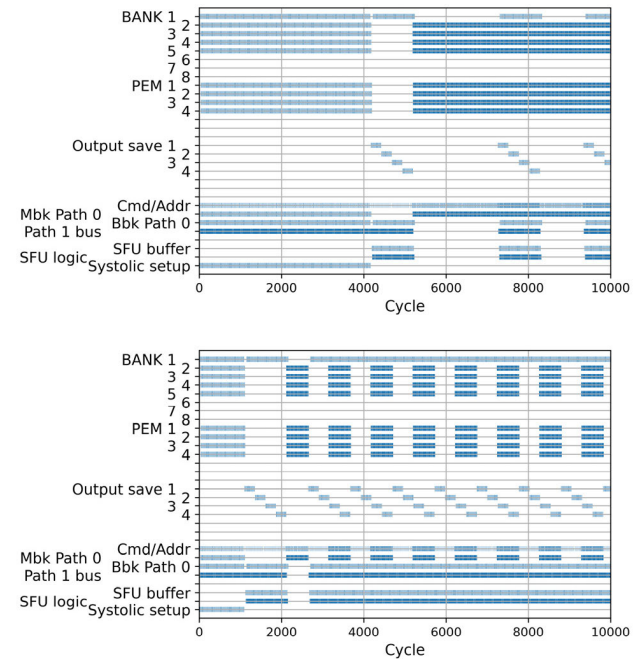 BANK 1
2
3
4
5
6
7
8
PEM 1
2
3
4
Output save 1
2
3
4
Cmd/Addr
Mbk Path 0
Bbk Path 0
Path 1 bus
SFU buffer
SFU logic
Systolic setup
0 2000 4000 6000 8000 10000
Cycle
BANK 1
2
3
4
5
6
7
8
PEM 1
2
3
4
Output save 1
2
3
4
Cmd/Addr
Mbk Path 0
Bbk Path 0
Path 1 bus
SFU buffer
SFU logic
Systolic setup
0 2000 4000 6000 8000 10000
Cycle